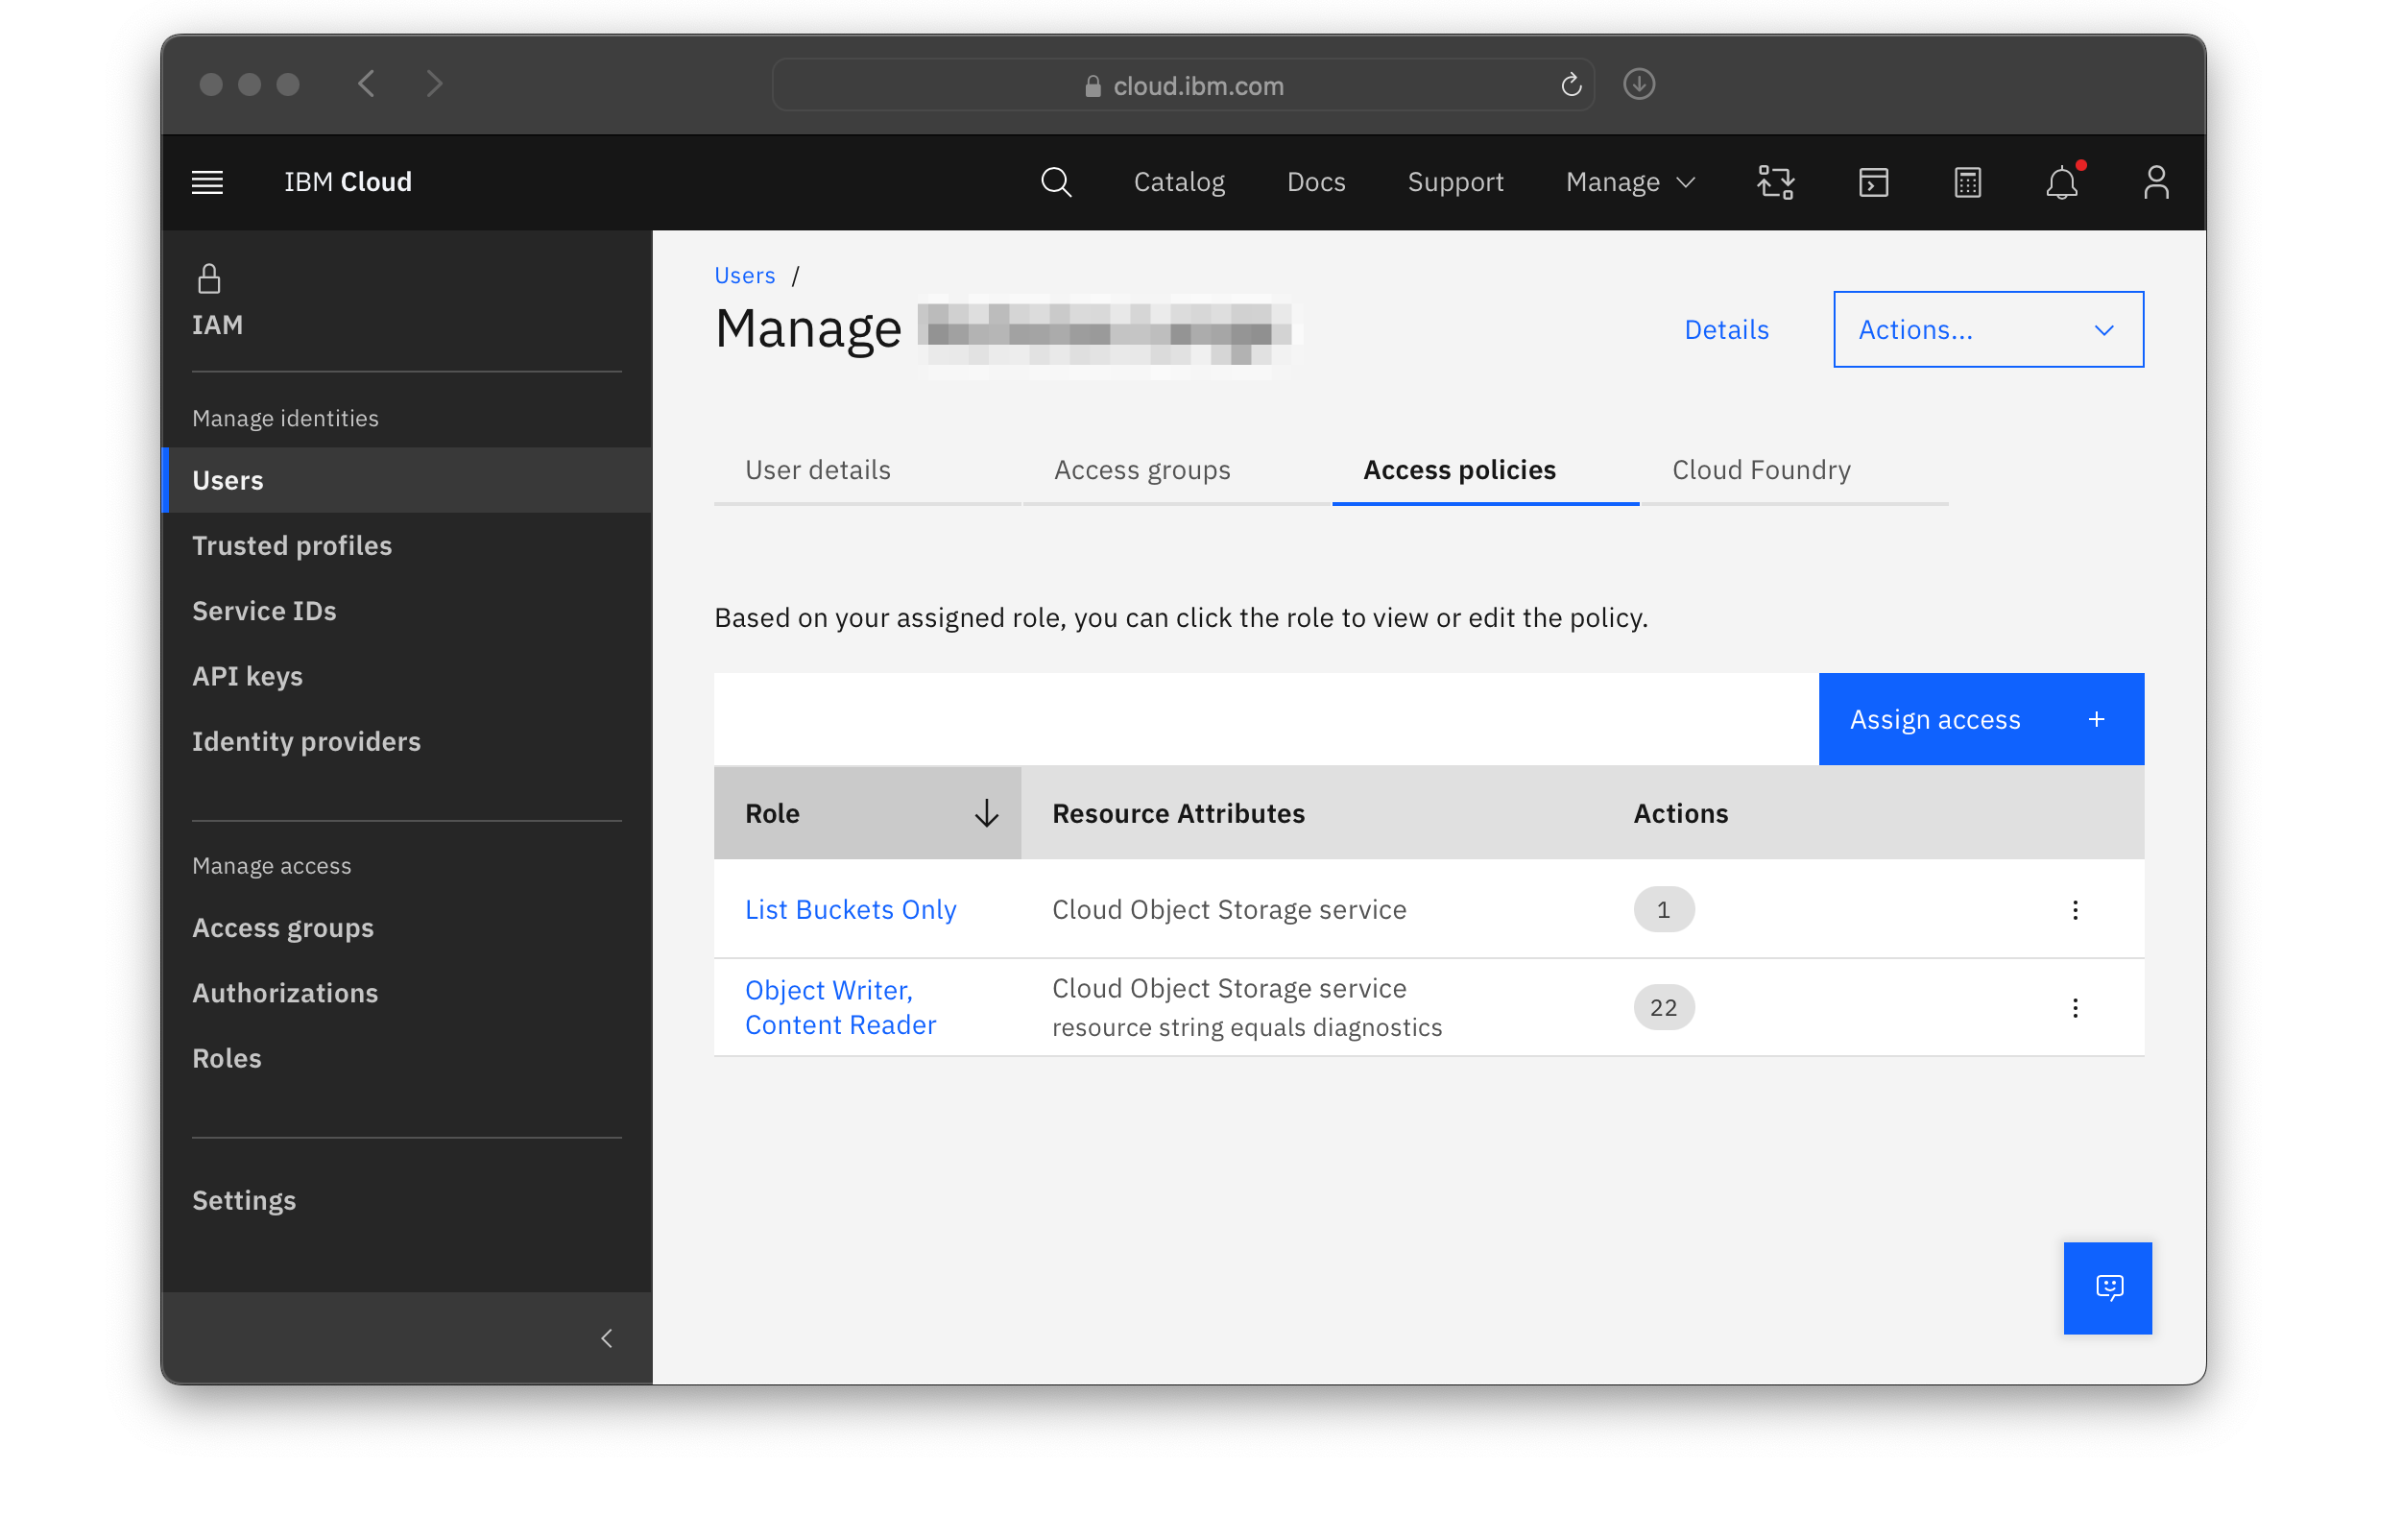 cloud.ibm.com
IBM Cloud
Catalog
Docs
Support
Manage
IAM
Manage identities
Users
Trusted profiles
Service IDs
API keys
Identity providers
Manage access
Access groups
Authorizations
Roles
Settings
Users /
Manage
Details
Actions...
User details
Access groups
Access policies
Cloud Foundry
Based on your assigned role, you can click the role to view or edit the policy.
Assign access +
Role
Resource Attributes
Actions
List Buckets Only
Cloud Object Storage service
1
Object Writer,
Content Reader
Cloud Object Storage service
resource string equals diagnostics
22